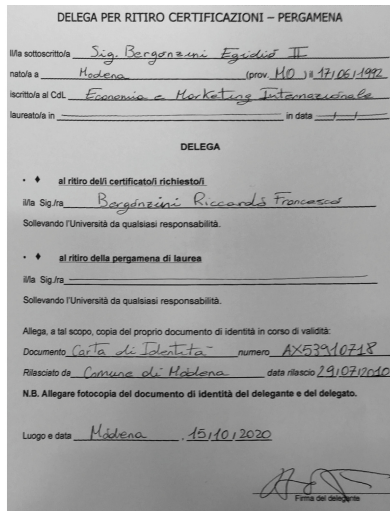 DELEGA PER RITIRO CERTIFICAZIONI – PERGAMENA
Il/la sottoscritto/a Sig. Bergonzini Egidio II
nato/a a Modena (prov. MO ) il 17/06/1992
iscritto/a al CdL Economia e Marketing Internazionale
laureato/a in in data / /
DELEGA
• ♦ al ritiro del/i certificato/i richiesto/i
il/la Sig./ra Bergonzini Riccardo Francesco
Sollevando l'Università da qualsiasi responsabilità.
• ♦ al ritiro della pergamena di laurea
il/la Sig./ra
Sollevando l'Università da qualsiasi responsabilità.
Allega, a tal scopo, copia del proprio documento di identità in corso di validità:
Documento Carta di Identità numero AX53910718
Rilasciato da Comune di Modena data rilascio 29/07/2010
N.B. Allegare fotocopia del documento di identità del delegante e del delegato.
Luogo e data Modena , 15/10/2020
Firma del delegante